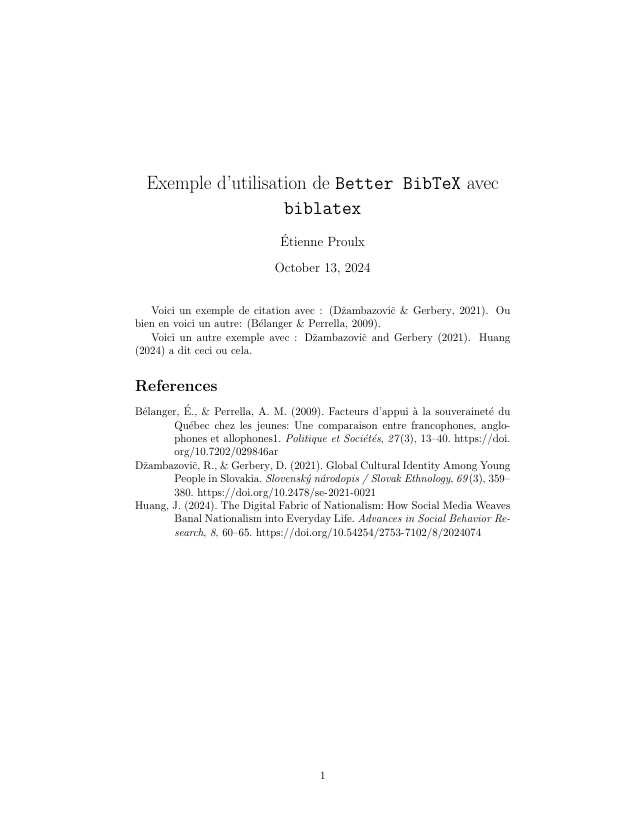 Exemple d'utilisation de Better BibTeX avec
biblatex
Étienne Proulx
October 13, 2024
Voici un exemple de citation avec : (Džambazovič & Gerbery, 2021). Ou
bien en voici un autre: (Bélanger & Perrella, 2009).
Voici un autre exemple avec : Džambazovič and Gerbery (2021). Huang
(2024) a dit ceci ou cela.
References
Bélanger, É., & Perrella, A. M. (2009). Facteurs d'appui à la souveraineté du
Québec chez les jeunes: Une comparaison entre francophones, anglo-
phones et allophones1. Politique et Sociétés, 27(3), 13–40. https://doi.
org/10.7202/029846ar
Džambazovič, R., & Gerbery, D. (2021). Global Cultural Identity Among Young
People in Slovakia. Slovenský národopis / Slovak Ethnology, 69(3), 359–
380. https://doi.org/10.2478/se-2021-0021
Huang, J. (2024). The Digital Fabric of Nationalism: How Social Media Weaves
Banal Nationalism into Everyday Life. Advances in Social Behavior Re-
search, 8, 60–65. https://doi.org/10.54254/2753-7102/8/2024074
1